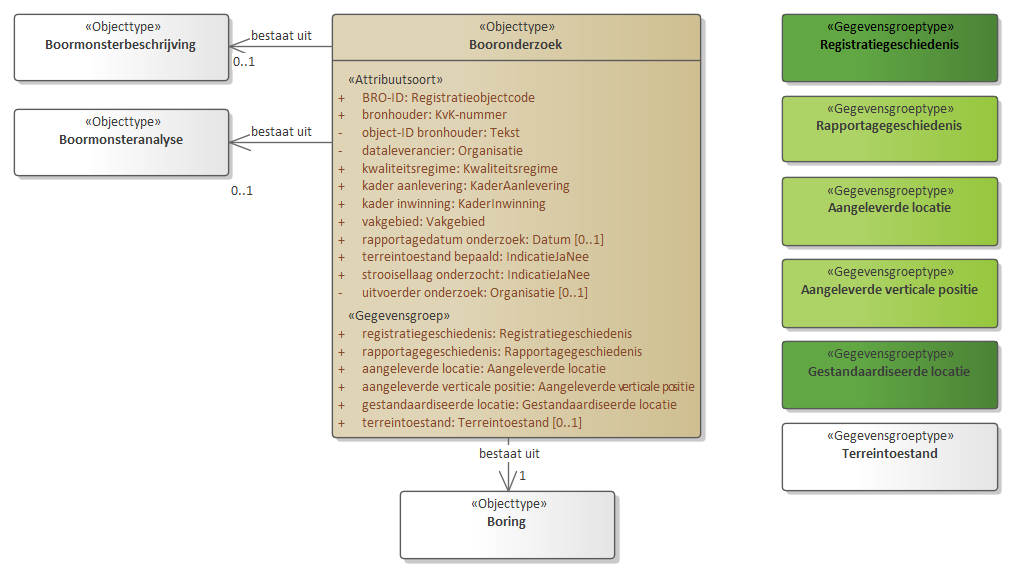 «Objecttype»
Boormonsterbeschrijving
bestaat uit
0..1
«Objecttype»
Boormonsteranalyse
bestaat uit
0..1
«Objecttype»
Booronderzoek
«Attribuutsoort»
+ BRO-ID: Registratieobjectcode
+ bronhouder: KvK-nummer
- object-ID bronhouder: Tekst
- dataleverancier: Organisatie
+ kwaliteitsregime: Kwaliteitsregime
+ kader aanlevering: KaderAanlevering
+ kader inwinning: KaderInwinning
+ vakgebied: Vakgebied
+ rapportagedatum onderzoek: Datum [0..1]
+ terreintoestand bepaald: IndicatieJaNee
+ strooisellaag onderzocht: IndicatieJaNee
- uitvoerder onderzoek: Organisatie [0..1]
«Gegevensgroep»
+ registratiegeschiedenis: Registratiegeschiedenis
+ rapportagegeschiedenis: Rapportagegeschiedenis
+ aangeleverde locatie: Aangeleverde locatie
+ aangeleverde verticale positie: Aangeleverde verticale positie
+ gestandaardiseerde locatie: Gestandaardiseerde locatie
+ terreintoestand: Terreintoestand [0..1]
bestaat uit
1
«Objecttype»
Boring
«Gegevensgroeptype»
Registratiegeschiedenis
«Gegevensgroeptype»
Rapportagegeschiedenis
«Gegevensgroeptype»
Aangeleverde locatie
«Gegevensgroeptype»
Aangeleverde verticale positie
«Gegevensgroeptype»
Gestandaardiseerde locatie
«Gegevensgroeptype»
Terreintoestand